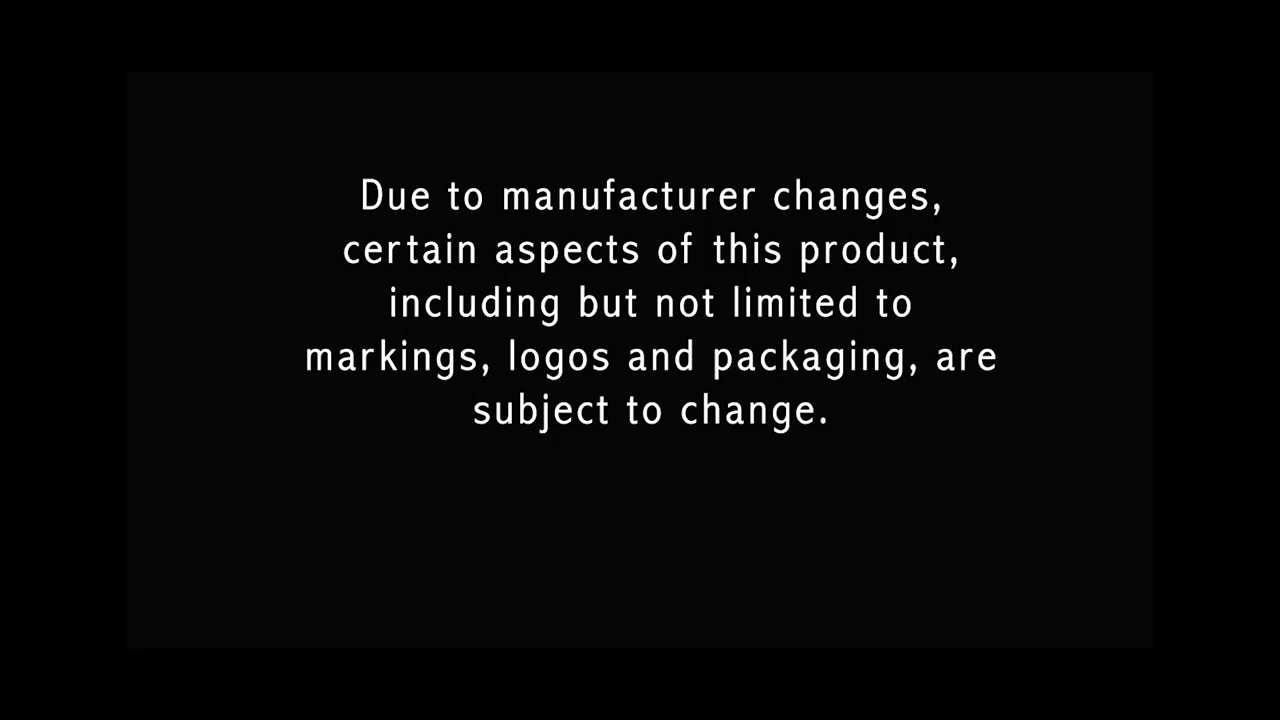 Due to manufacturer changes,
certain aspects of this product,
including but not limited to
markings, logos and packaging, are
subject to change.